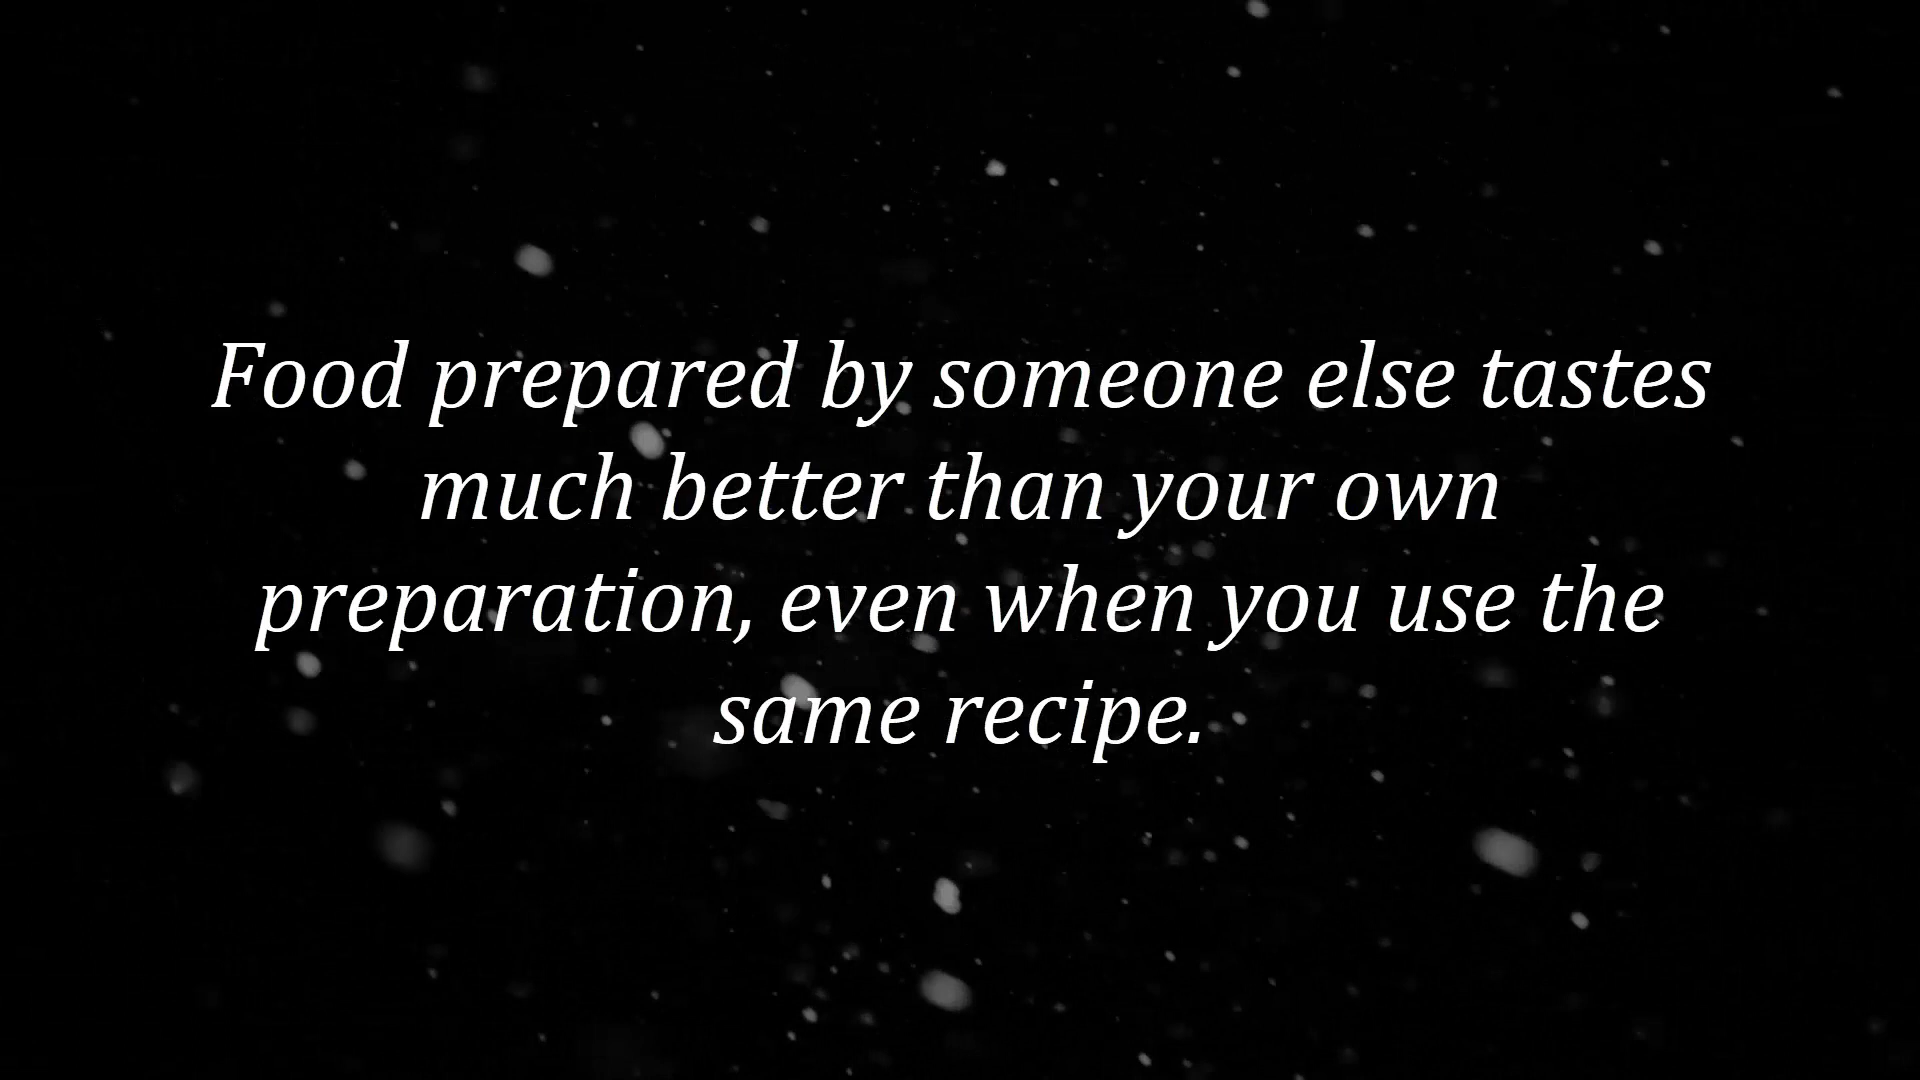 Food prepared by someone else tastes
much better than your own
preparation, even when you use the
same recipe.